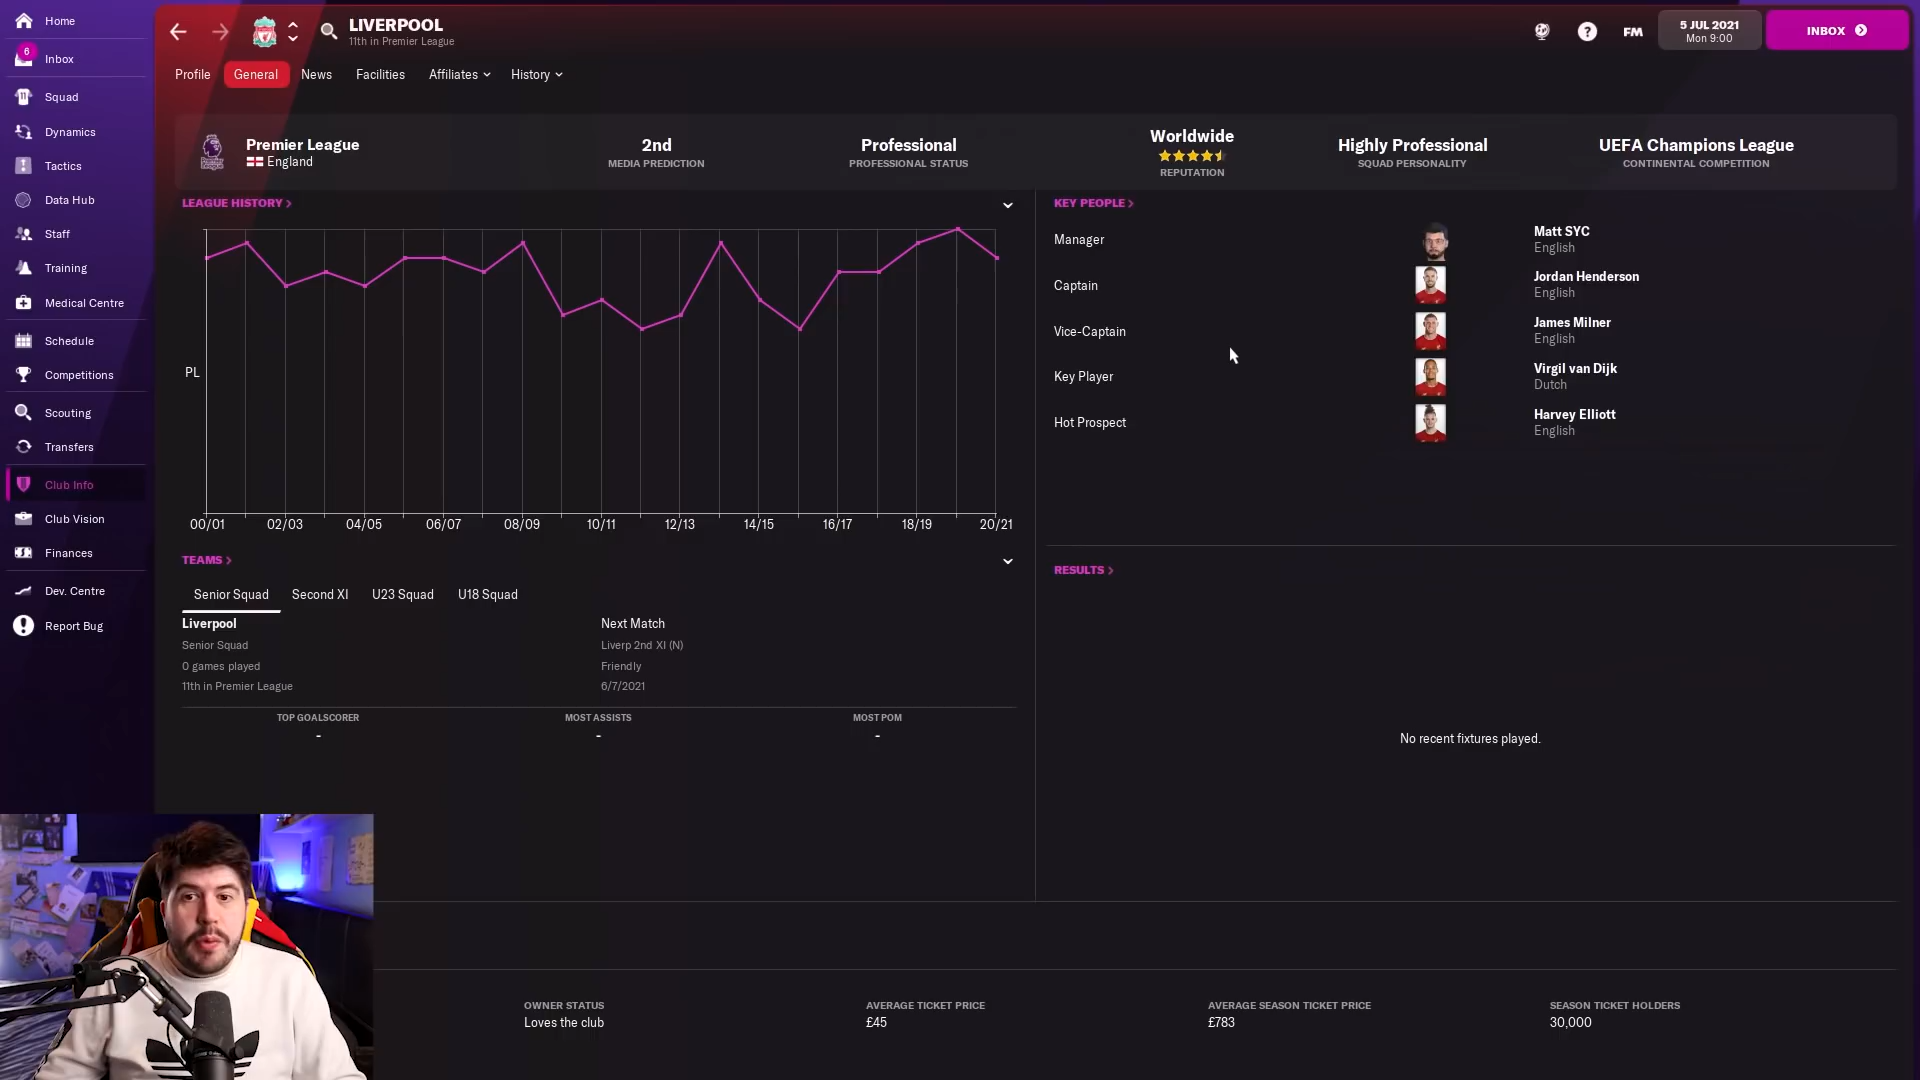 Home
6
Inbox
Squad
Dynamics
Tactics
Data Hub
Staff
Training
Medical Centre
Schedule
Competitions
Scouting
Transfers
Club Info
Club Vision
Finances
Dev. Centre
Report Bug
LIVERPOOL
11th in Premier League
?
FM
5 JUL 2021
Mon 9:00
INBOX
Profile
General
News
Facilities
Affiliates
History
Premier League
England
2nd
MEDIA PREDICTION
Professional
PROFESSIONAL STATUS
Worldwide
REPUTATION
Highly Professional
SQUAD PERSONALITY
UEFA Champions League
CONTINENTAL COMPETITION
LEAGUE HISTORY >
PL
00/01 02/03 04/05 06/07 08/09 10/11 12/13 14/15 16/17 18/19 20/21
TEAMS >
Senior Squad Second XI U23 Squad U18 Squad
Liverpool
Senior Squad
0 games played
11th in Premier League
Next Match
Liverp 2nd XI (N)
Friendly
6/7/2021
TOP GOALSCORER
-
MOST ASSISTS
-
MOST POM
-
KEY PEOPLE >
Manager
Matt SYC
English
Captain
Jordan Henderson
English
Vice-Captain
James Milner
English
Key Player
Virgil van Dijk
Dutch
Hot Prospect
Harvey Elliott
English
RESULTS >
No recent fixtures played.
OWNER STATUS
Loves the club
AVERAGE TICKET PRICE
£45
AVERAGE SEASON TICKET PRICE
£783
SEASON TICKET HOLDERS
30,000